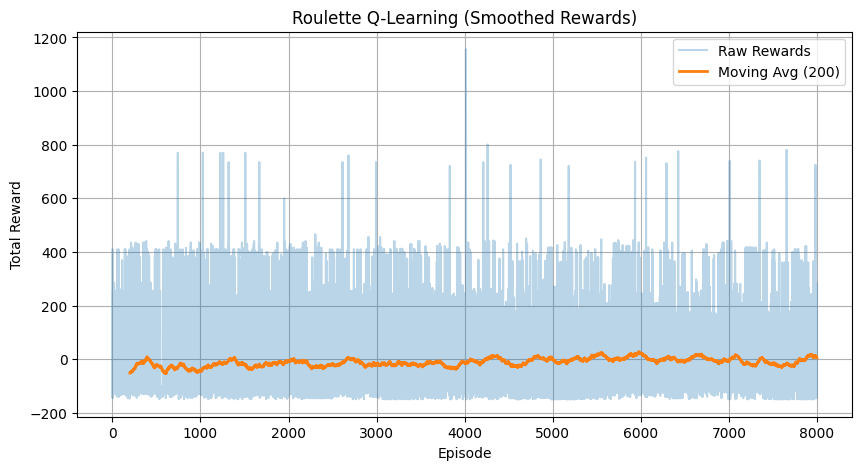 Roulette Q-Learning (Smoothed Rewards)
Raw Rewards
Moving Avg (200)
Total Reward
1200
1000
800
600
400
200
0
−200
0 1000 2000 3000 4000 5000 6000 7000 8000
Episode